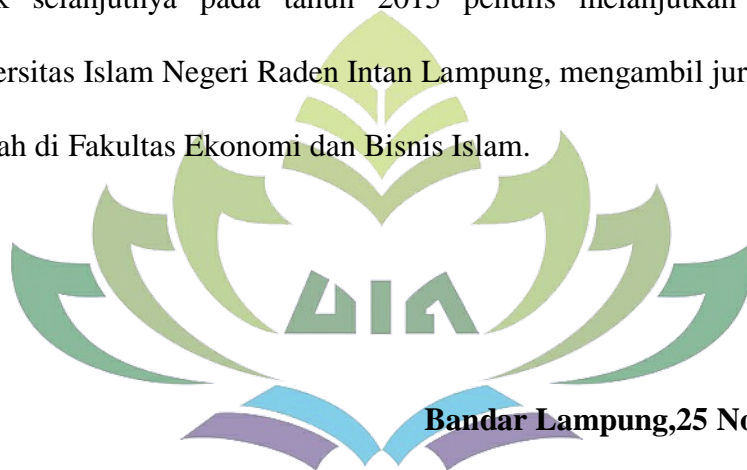 k selanjutnya pada tahun 2015 penulis melanjutkan
ersitas Islam Negeri Raden Intan Lampung, mengambil jur
ah di Fakultas Ekonomi dan Bisnis Islam.
UIN
Bandar Lampung,25 No